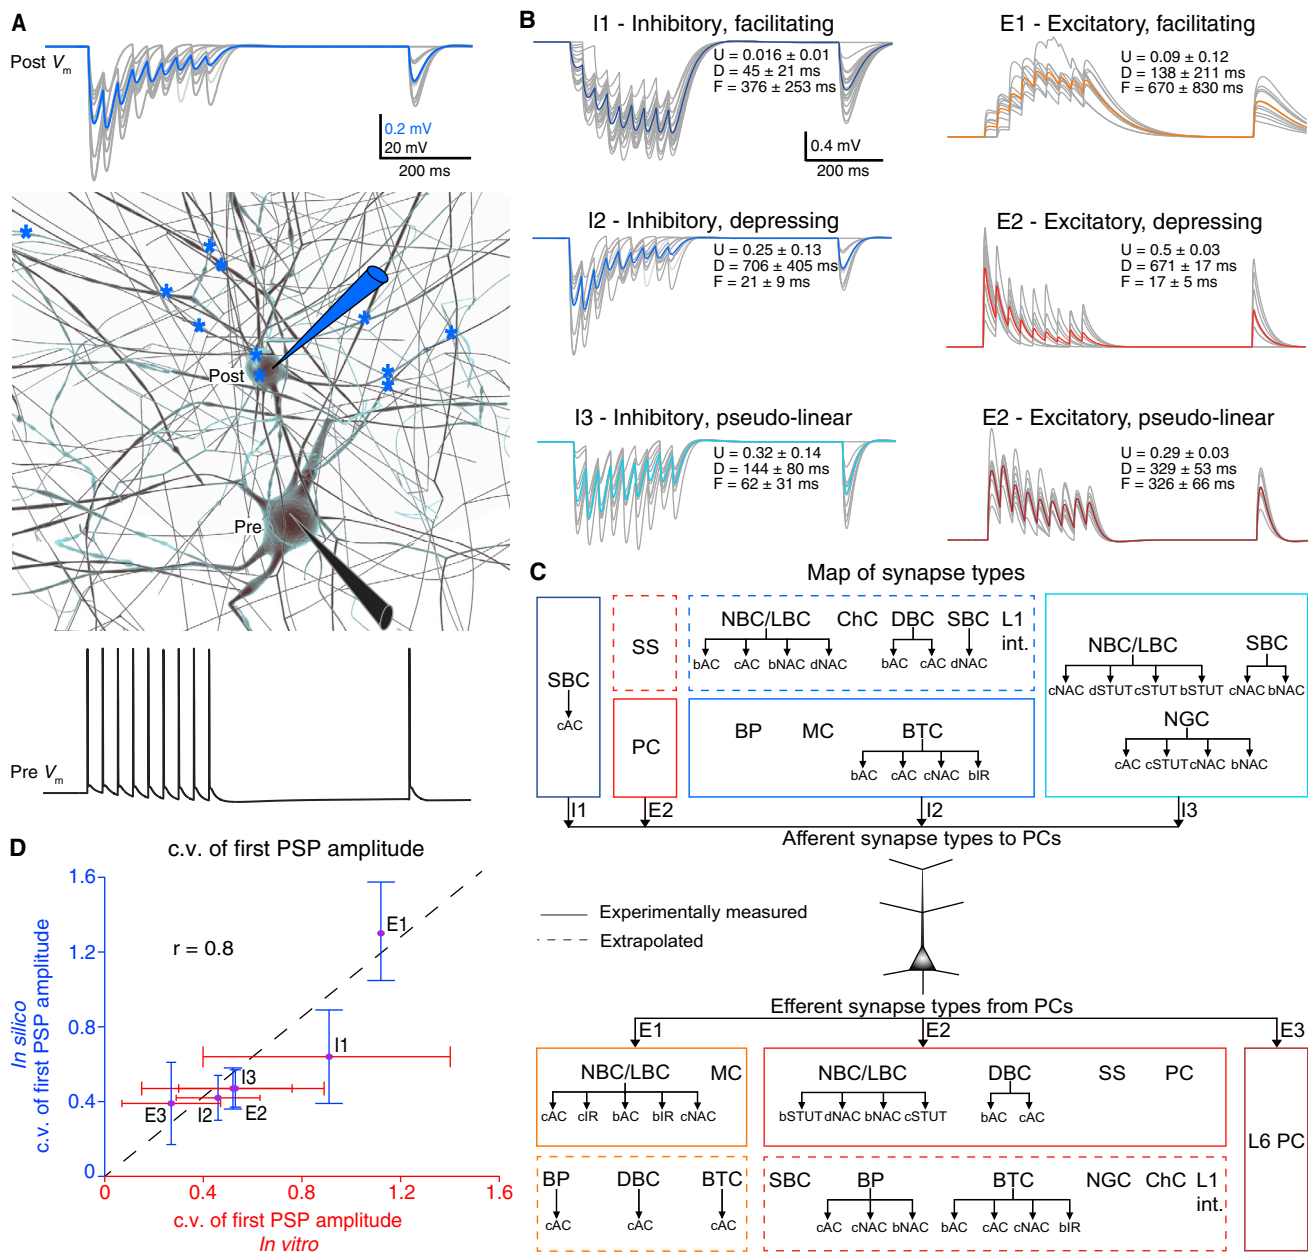 A
Post Vm
0.2 mV
20 mV
200 ms
Post
Pre
Pre Vm
B
I1 - Inhibitory, facilitating
U = 0.016 ± 0.01
D = 45 ± 21 ms
F = 376 ± 253 ms
0.4 mV
200 ms
E1 - Excitatory, facilitating
U = 0.09 ± 0.12
D = 138 ± 211 ms
F = 670 ± 830 ms
I2 - Inhibitory, depressing
U = 0.25 ± 0.13
D = 706 ± 405 ms
F = 21 ± 9 ms
E2 - Excitatory, depressing
U = 0.5 ± 0.03
D = 671 ± 17 ms
F = 17 ± 5 ms
I3 - Inhibitory, pseudo-linear
U = 0.32 ± 0.14
D = 144 ± 80 ms
F = 62 ± 31 ms
E2 - Excitatory, pseudo-linear
U = 0.29 ± 0.03
D = 329 ± 53 ms
F = 326 ± 66 ms
C
Map of synapse types
SBC
cAC
SS
PC
NBC/LBC ChC DBC SBC L1
int.
bAC cAC bNAC dNAC bAC cAC dNAC
BP MC BTC
bAC cAC cNAC bIR
NBC/LBC SBC
cNAC dSTUT cSTUT bSTUT cNAC bNAC
NGC
cAC cSTUT cNAC bNAC
I1 E2 I2 I3
Afferent synapse types to PCs
Experimentally measured
Extrapolated
Efferent synapse types from PCs
E1 E2 E3
NBC/LBC MC
cAC cIR bAC bIR cNAC
NBC/LBC DBC SS PC
bSTUT dNAC bNAC cSTUT bAC cAC
L6 PC
BP DBC BTC
cAC cAC cAC
SBC BP BTC NGC ChC L1
int.
cAC cNAC bNAC bAC cAC cNAC bIR
D
c.v. of first PSP amplitude
In silico
c.v. of first PSP amplitude
1.6
1.2
0.8
0.4
0
r = 0.8
E1
I1
I3
E3 I2 E2
0 0.4 0.8 1.2 1.6
c.v. of first PSP amplitude
In vitro